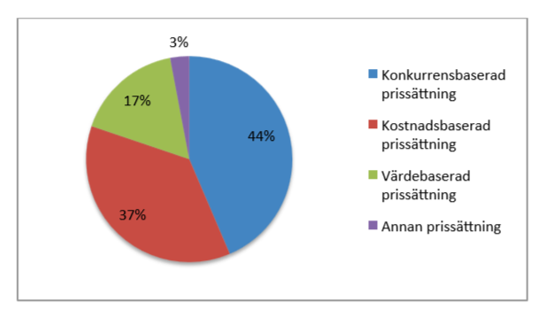 3%
17%
44%
37%
Konkurrensbaserad
prissättning
Kostnadsbaserad
prissättning
Värdebaserad
prissättning
Annan prissättning